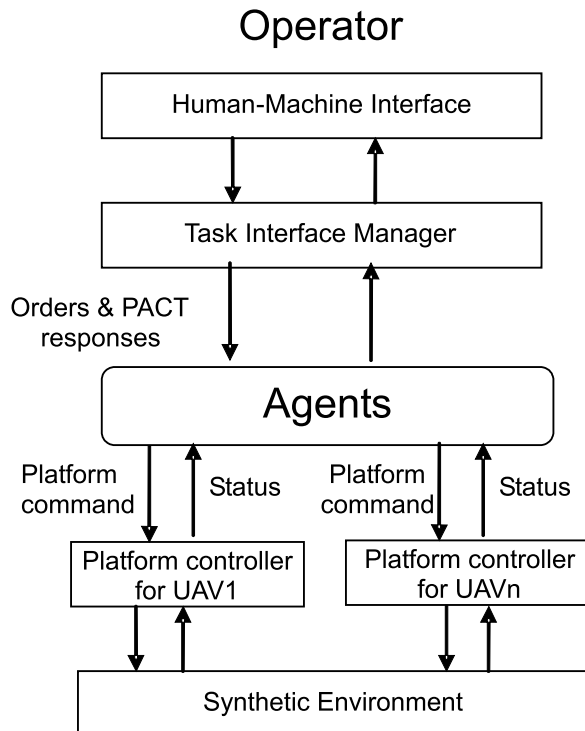 Operator
Human-Machine Interface
Task Interface Manager
Orders & PACT
responses
Agents
Platform
command
Status
Platform
command
Status
Platform controller
for UAV1
Platform controller
for UAVn
Synthetic Environment